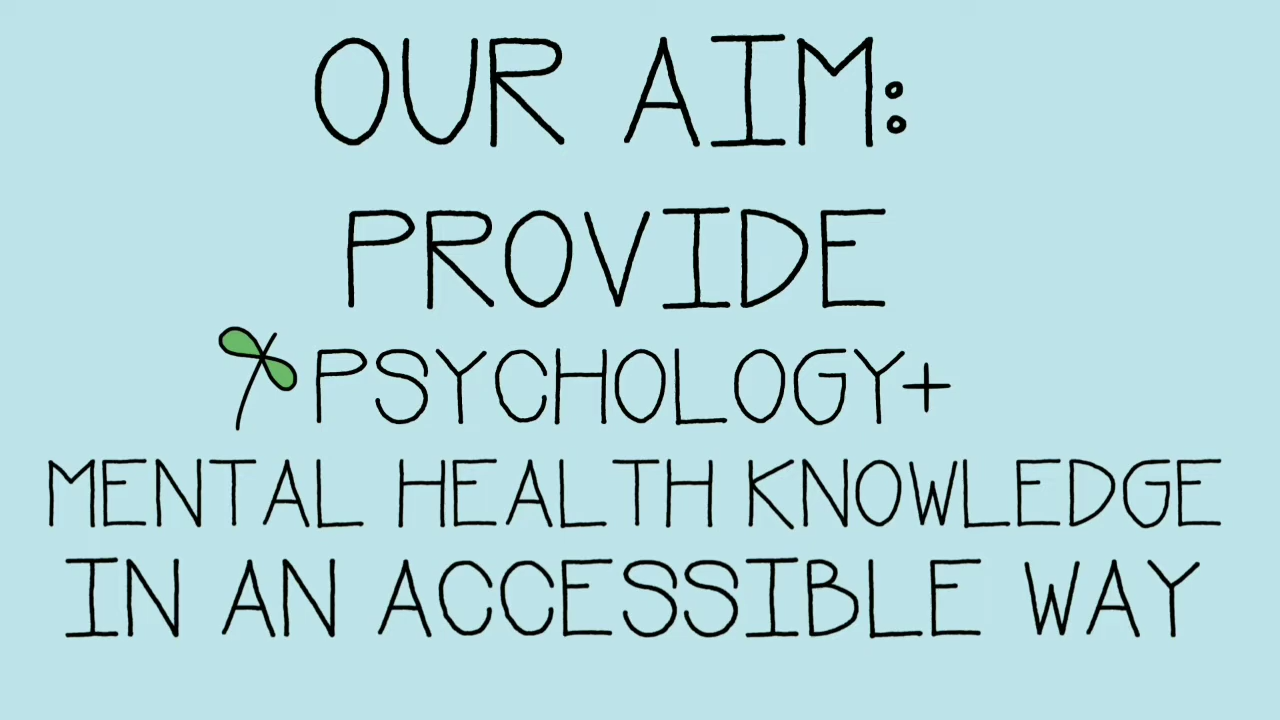 OUR AIM:
PROVIDE
PSYCHOLOGY+
MENTAL HEALTH KNOWLEDGE
IN AN ACCESSIBLE WAY